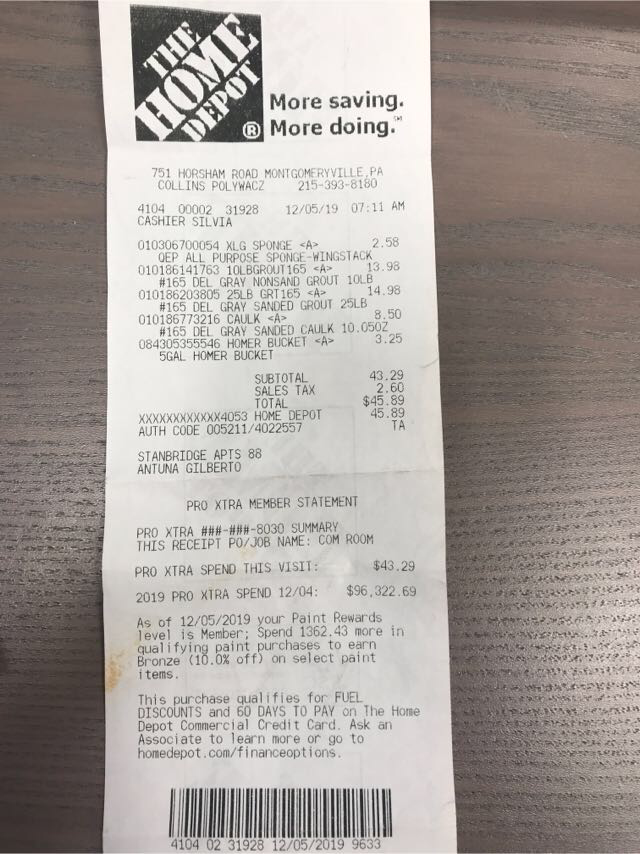 THE
HOME
DEPOT®
More saving.
More doing.℠
751 HORSHAM ROAD MONTGOMERYVILLE,PA
COLLINS POLYWACZ 215-393-8180
4104 00002 31928 12/05/19 07:11 AM
CASHIER SILVIA
010306700054 XLG SPONGE <A> 2.58
QEP ALL PURPOSE SPONGE-WINGSTACK
010186141763 10LBGROUT165 <A> 13.98
#165 DEL GRAY NONSAND GROUT 10LB
010186203805 25LB GRT165 <A> 14.98
#165 DEL GRAY SANDED GROUT 25LB
010186773216 CAULK <A> 8.50
#165 DEL GRAY SANDED CAULK 10.05OZ
084305355546 HOMER BUCKET <A> 3.25
5GAL HOMER BUCKET
SUBTOTAL 43.29
SALES TAX 2.60
TOTAL $45.89
XXXXXXXXXXXX4053 HOME DEPOT 45.89
AUTH CODE 005211/4022557 TA
STANBRIDGE APTS 88
ANTUNA GILBERTO
PRO XTRA MEMBER STATEMENT
PRO XTRA ###-###-8030 SUMMARY
THIS RECEIPT PO/JOB NAME: COM ROOM
PRO XTRA SPEND THIS VISIT: $43.29
2019 PRO XTRA SPEND 12/04: $96,322.69
As of 12/05/2019 your Paint Rewards
level is Member; Spend 1362.43 more in
qualifying paint purchases to earn
Bronze (10.0% off) on select paint
items.
This purchase qualifies for FUEL
DISCOUNTS and 60 DAYS TO PAY on The Home
Depot Commercial Credit Card. Ask an
Associate to learn more or go to
homedepot.com/financeoptions.
4104 02 31928 12/05/2019 9633